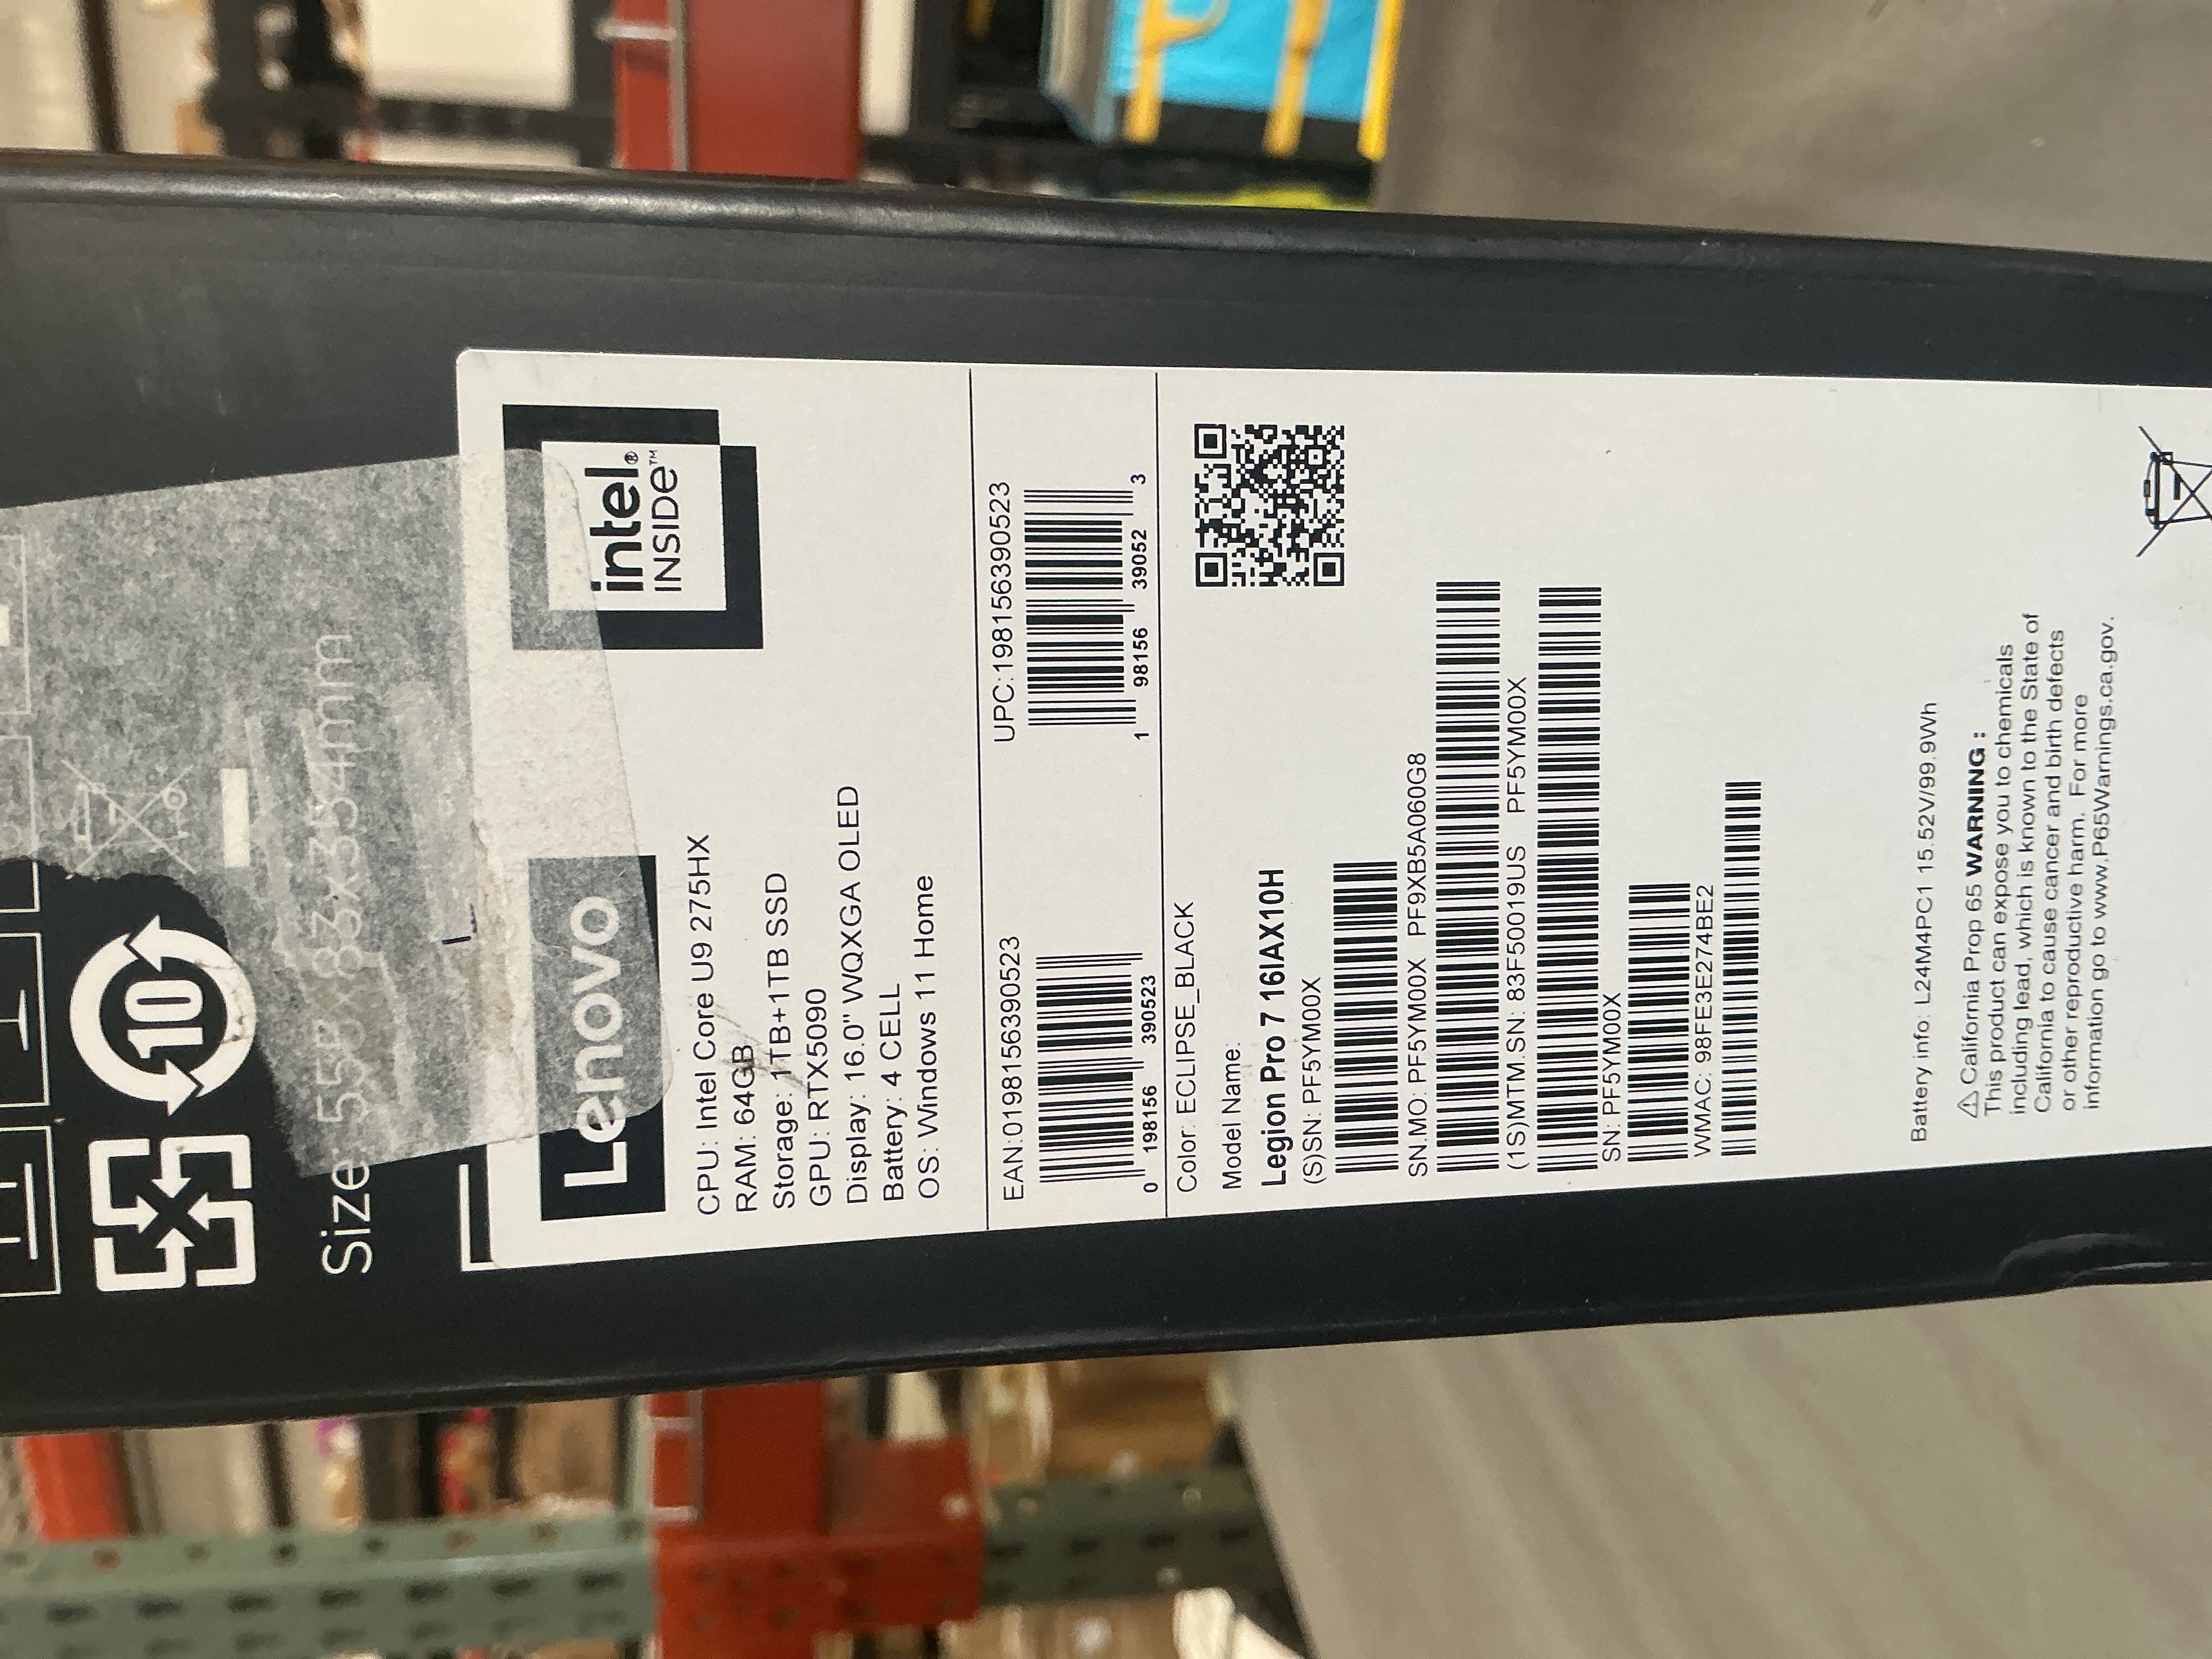 10
Size: 558x83x354mm
Lenovo
intel®
INSIDE™
CPU: Intel Core U9 275HX
RAM: 64GB
Storage: 1TB+1TB SSD
GPU: RTX5090
Display: 16.0" WQXGA OLED
Battery: 4 CELL
OS: Windows 11 Home
EAN:0198156390523
0 198156 390523
UPC:198156390523
1 98156 39052 3
Color: ECLIPSE_BLACK
Model Name:
Legion Pro 7 16IAX10H
(S)SN: PF5YM00X
SN.MO: PF5YM00X PF9XB5A060G8
(1S)MTM.SN: 83F50019US PF5YM00X
SN: PF5YM00X
WMAC: 98FE3E274BE2
Battery info: L24M4PC1 15.52V/99.9Wh
⚠ California Prop 65 WARNING :
This product can expose you to chemicals
including lead, which is known to the State of
California to cause cancer and birth defects
or other reproductive harm. For more
information go to www.P65Warnings.ca.gov.